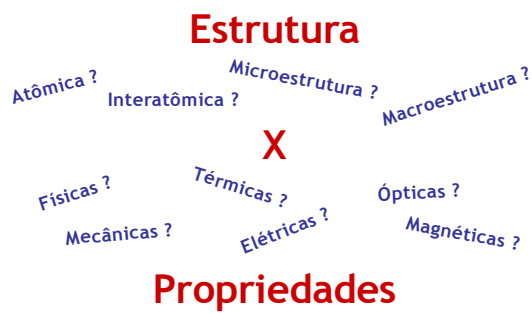 Estrutura
Atômica ?
Interatômica ?
Microestrutura ?
Macroestrutura ?
X
Físicas ?
Mecânicas ?
Térmicas ?
Elétricas ?
Ópticas ?
Magnéticas ?
Propriedades